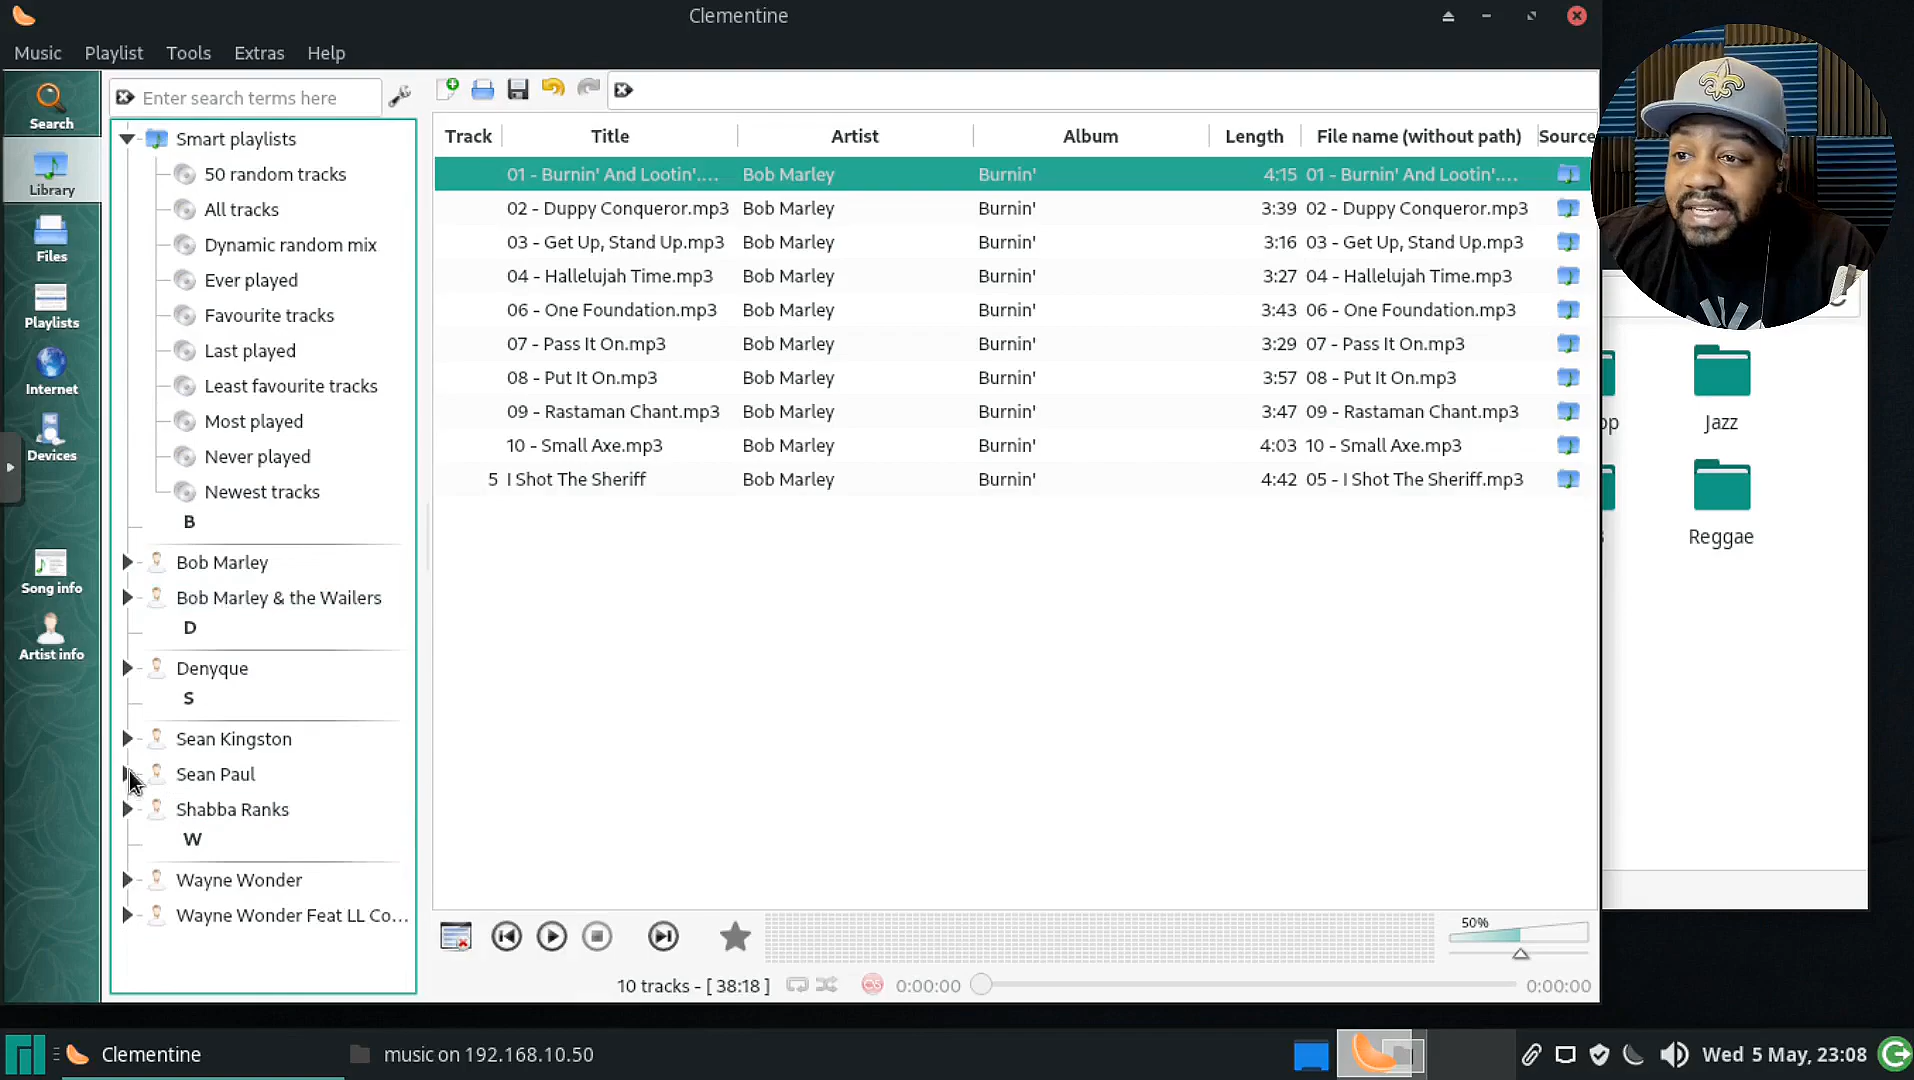 Clementine
Music Playlist Tools Extras Help
Search
Library
Files
Playlists
Internet
Devices
Song info
Artist info
Enter search terms here
Smart playlists
50 random tracks
All tracks
Dynamic random mix
Ever played
Favourite tracks
Last played
Least favourite tracks
Most played
Never played
Newest tracks
B
Bob Marley
Bob Marley & the Wailers
D
Denyque
S
Sean Kingston
Sean Paul
Shabba Ranks
W
Wayne Wonder
Wayne Wonder Feat LL Co...
Track Title Artist Album Length File name (without path) Source
01 - Burnin' And Lootin'.... Bob Marley Burnin' 4:15 01 - Burnin' And Lootin'....
02 - Duppy Conqueror.mp3 Bob Marley Burnin' 3:39 02 - Duppy Conqueror.mp3
03 - Get Up, Stand Up.mp3 Bob Marley Burnin' 3:16 03 - Get Up, Stand Up.mp3
04 - Hallelujah Time.mp3 Bob Marley Burnin' 3:27 04 - Hallelujah Time.mp3
06 - One Foundation.mp3 Bob Marley Burnin' 3:43 06 - One Foundation.mp3
07 - Pass It On.mp3 Bob Marley Burnin' 3:29 07 - Pass It On.mp3
08 - Put It On.mp3 Bob Marley Burnin' 3:57 08 - Put It On.mp3
09 - Rastaman Chant.mp3 Bob Marley Burnin' 3:47 09 - Rastaman Chant.mp3
10 - Small Axe.mp3 Bob Marley Burnin' 4:03 10 - Small Axe.mp3
5 I Shot The Sheriff Bob Marley Burnin' 4:42 05 - I Shot The Sheriff.mp3
50%
10 tracks - [ 38:18 ] 0:00:00 0:00:00
Jazz
Reggae
Clementine music on 192.168.10.50 Wed 5 May, 23:08